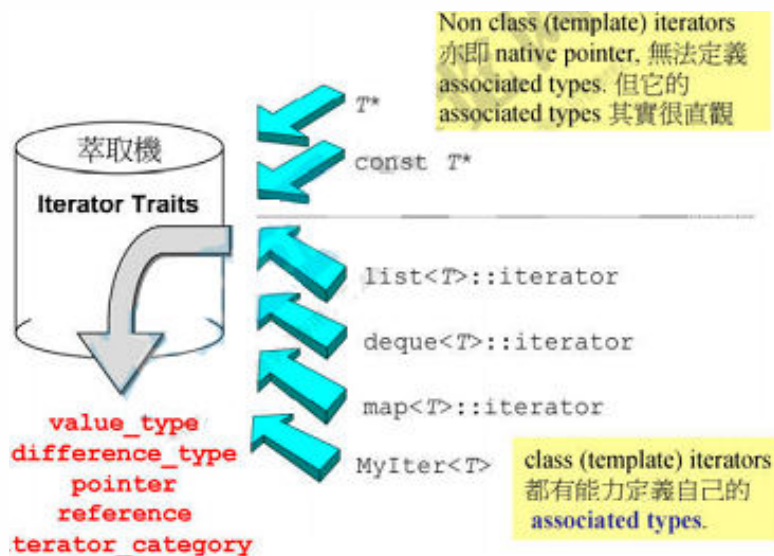 Non class (template) iterators
亦即 native pointer, 無法定義
associated types. 但它的
associated types 其實很直觀
T*
const T*
萃取機
Iterator Traits
list<T>::iterator
deque<T>::iterator
map<T>::iterator
MyIter<T>
value_type
difference_type
pointer
reference
iterator_category
class (template) iterators
都有能力定義自己的
associated types.